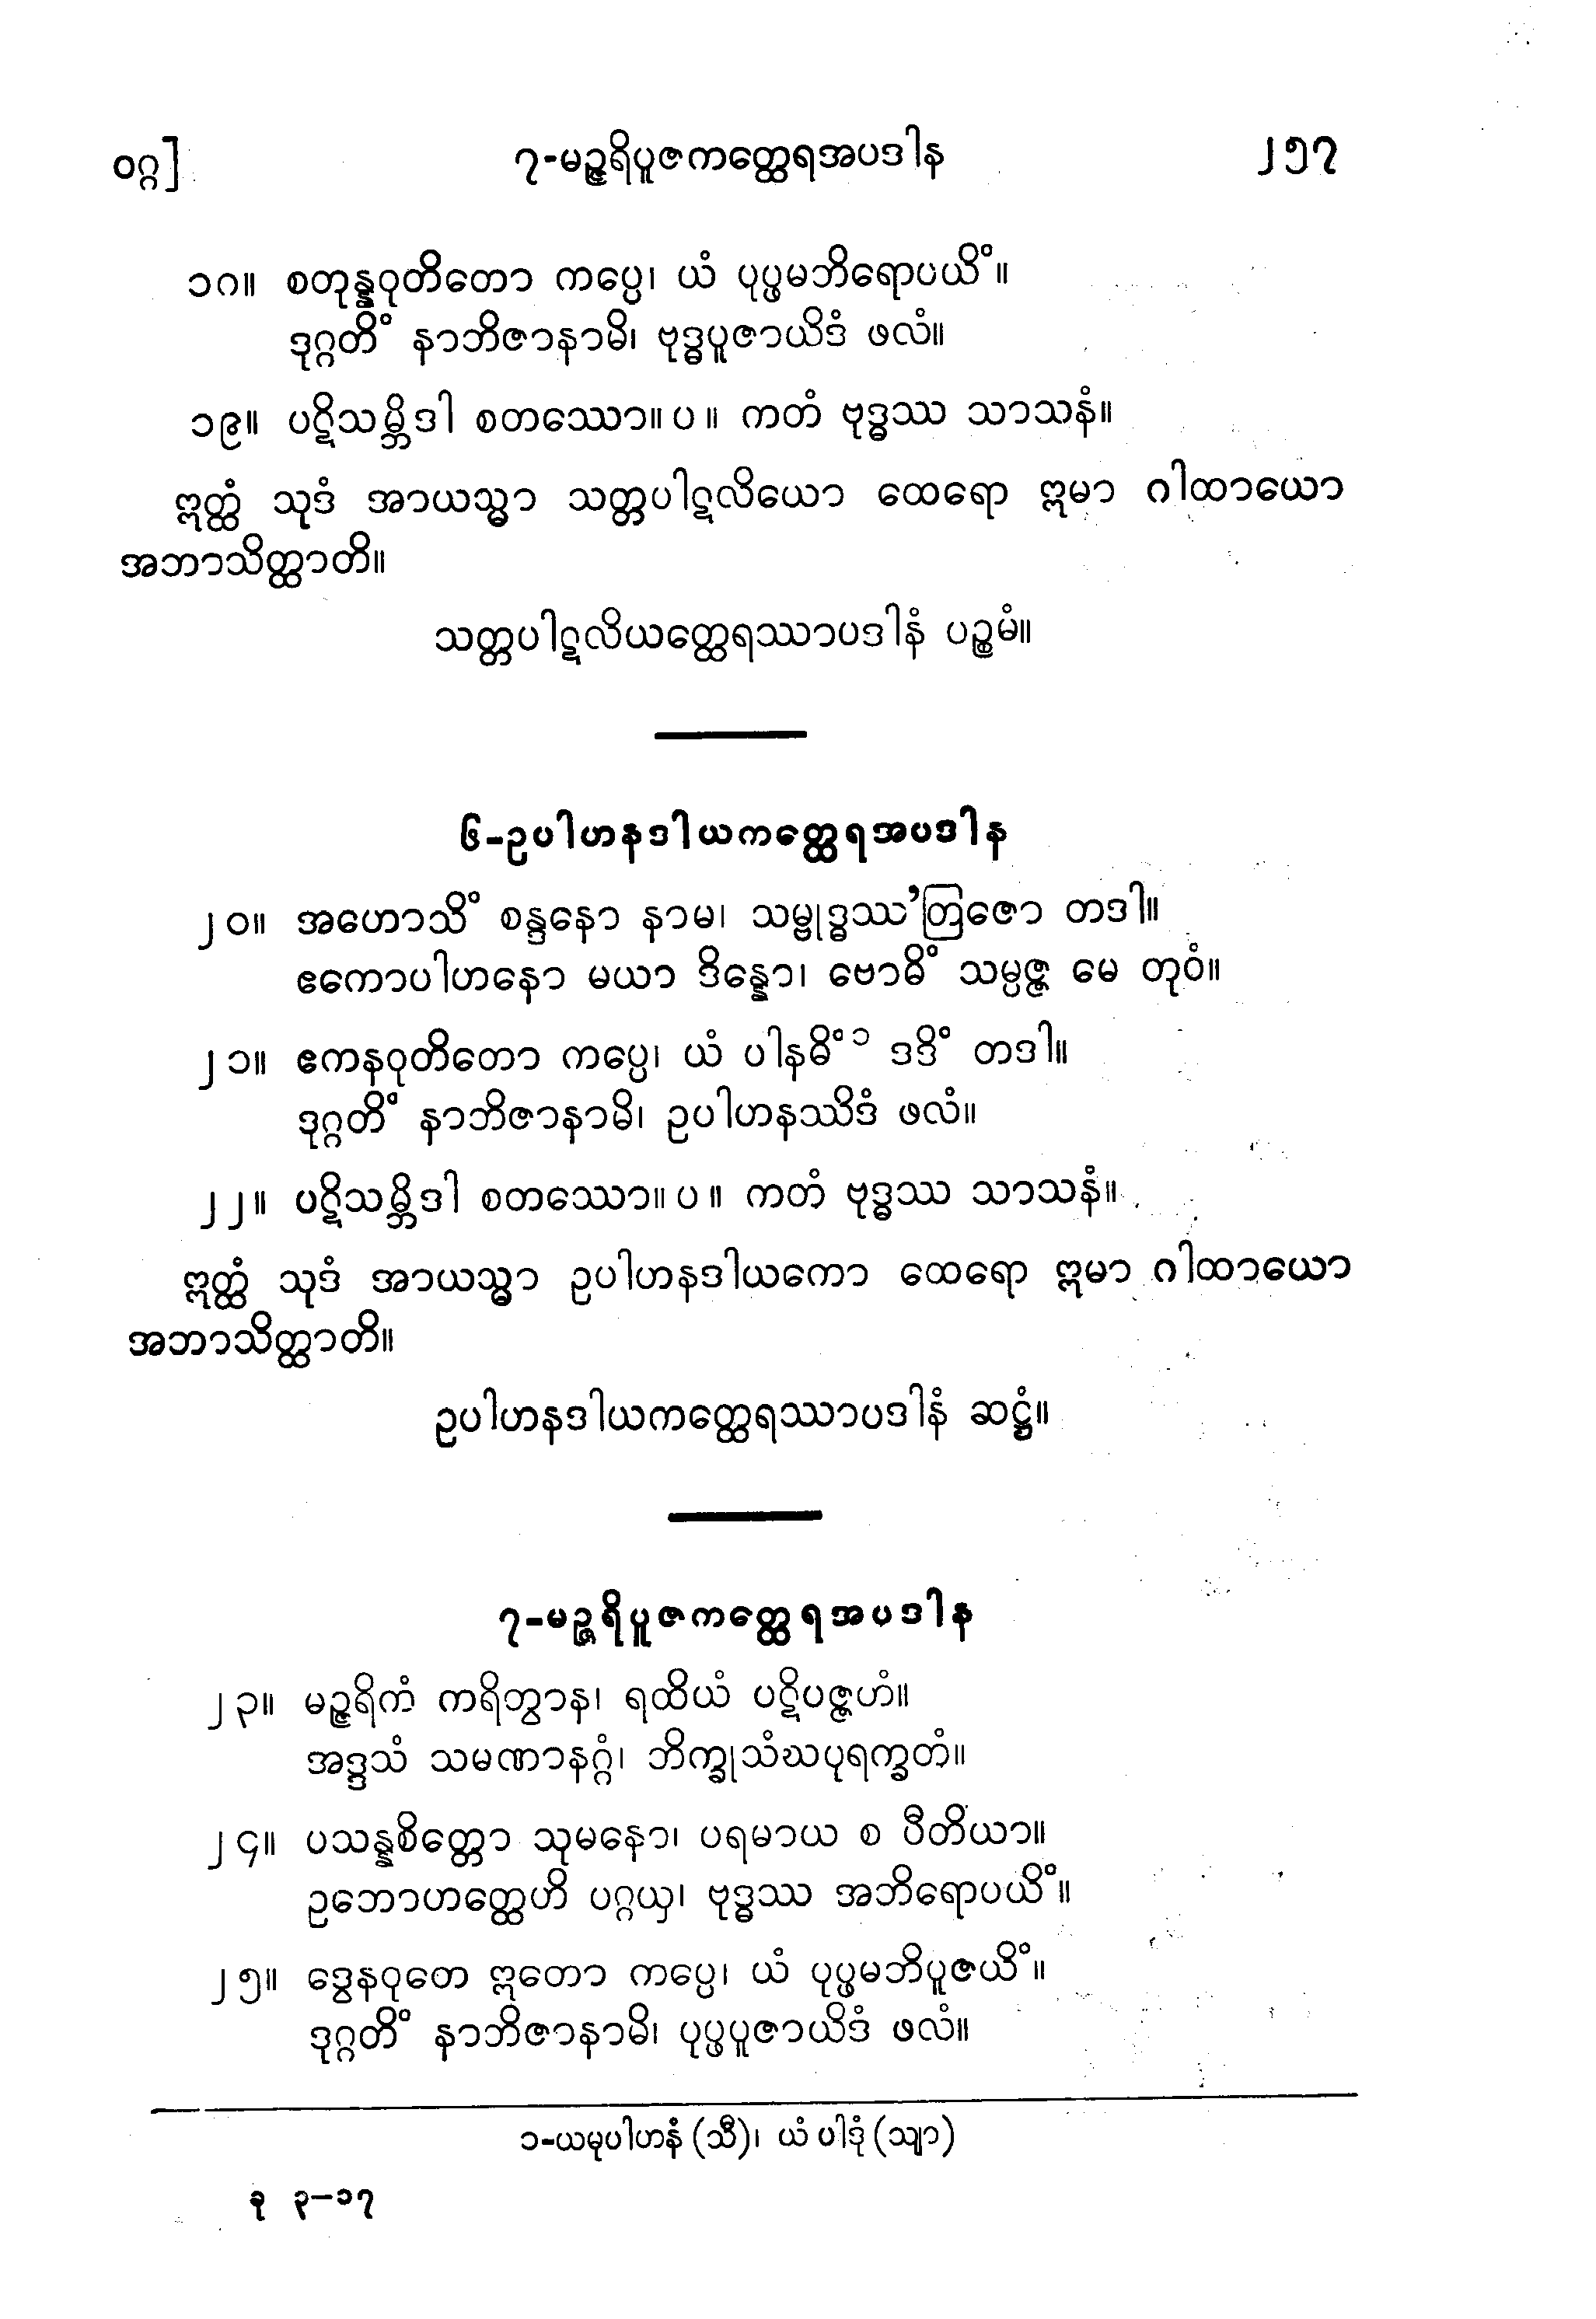 ဝဂ္ဂ] ၇-မဉ္ဇရိပူဇကတ္ထေရအပဒါန ၂၅၇
၁၈။ စတုန္နဝုတိတော ကပ္ပေ၊ ယံ ပုပ္ဖမဘိရောပယိံ။
ဒုဂ္ဂတိံ နာဘိဇာနာမိ၊ ဗုဒ္ဓပူဇာယိဒံ ဖလံ။
၁၉။ ပဋိသမ္ဘိဒါ စတဿော။ ပ ။ ကတံ ဗုဒ္ဓဿ သာသနံ။
ဣတ္ထံ သုဒံ အာယသ္မာ သတ္တပါဋလိယော ထေရော ဣမာ ဂါထာယော
အဘာသိတ္ထာတိ။
သတ္တပါဋလိယတ္ထေရဿာပဒါနံ ပဉ္စမံ။
၆-ဥပါဟနဒါယကတ္ထေရအပဒါန
၂၀။ အဟောသိံ စန္ဒနော နာမ၊ သမ္ဗုဒ္ဓဿ’တြဇော တဒါ။
ဧကောပါဟနော မယာ ဒိန္နော၊ ဗောဓိံ သမ္ပဇ္ဇ မေ တုဝံ။
၂၁။ ဧကနဝုတိတော ကပ္ပေ၊ ယံ ပါနဓိံ ၁ ဒဒိံ တဒါ။
ဒုဂ္ဂတိံ နာဘိဇာနာမိ၊ ဥပါဟနဿိဒံ ဖလံ။
၂၂။ ပဋိသမ္ဘိဒါ စတဿော။ ပ ။ ကတံ ဗုဒ္ဓဿ သာသနံ။
ဣတ္ထံ သုဒံ အာယသ္မာ ဥပါဟနဒါယကော ထေရော ဣမာ ဂါထာယော
အဘာသိတ္ထာတိ။
ဥပါဟနဒါယကတ္ထေရဿာပဒါနံ ဆဋ္ဌံ။
၇-မဉ္ဇရိပူဇကတ္ထေရအပဒါန
၂၃။ မဉ္ဇရိကံ ကရိတွာန၊ ရထိယံ ပဋိပဇ္ဇဟံ။
အဒ္ဒသံ သမဏာနဂ္ဂံ၊ ဘိက္ခုသံဃပုရက္ခတံ။
၂၄။ ပသန္နစိတ္တော သုမနော၊ ပရမာယ စ ပီတိယာ။
ဥဘောဟတ္ထေဟိ ပဂ္ဂယှ၊ ဗုဒ္ဓဿ အဘိရောပယိံ။
၂၅။ ဒွေနဝုတေ ဣတော ကပ္ပေ၊ ယံ ပုပ္ဖမဘိပူဇယိံ။
ဒုဂ္ဂတိံ နာဘိဇာနာမိ၊ ပုပ္ဖပူဇာယိဒံ ဖလံ။
၁-ယမုပါဟနံ (သီ)၊ ယံ ပါဒုံ (သျာ)
ခု ၃–၁၇